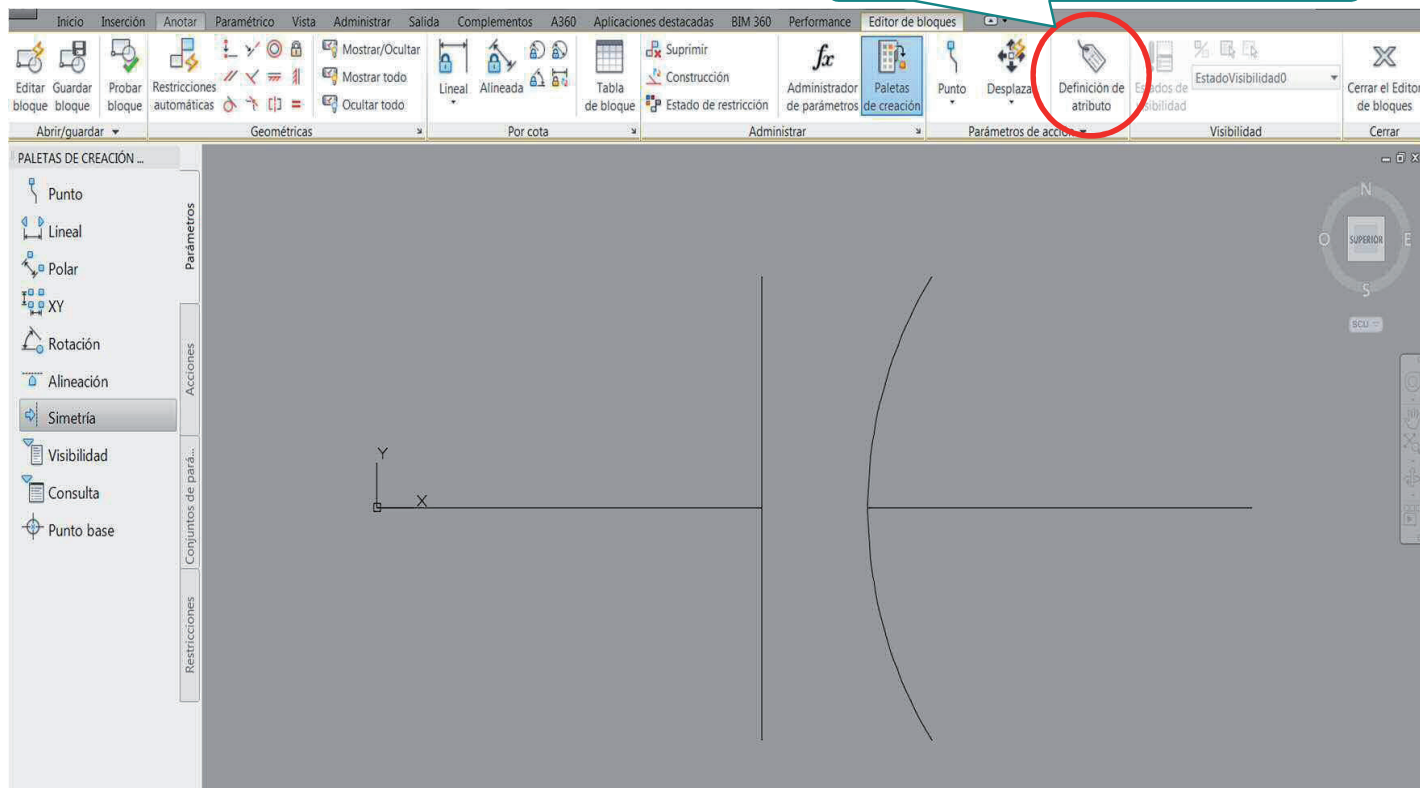 Inicio Inserción Anotar Paramétrico Vista Administrar Salida Complementos A360 Aplicaciones destacadas BIM 360 Performance Editor de bloques
Editar bloque
Guardar bloque
Probar bloque
Restricciones automáticas
Mostrar/Ocultar
Mostrar todo
Ocultar todo
Lineal
Alineada
Tabla de bloque
Suprimir
Construcción
Estado de restricción
fx
Administrador de parámetros
Paletas de creación
Punto
Definición de atributo
EstadoVisibilidad0
Cerrar el Editor de bloques
Abrir/guardar Geométricas Por cota Administrar Parámetros de acción Visibilidad Cerrar
PALETAS DE CREACIÓN ...
Punto
Lineal
Polar
XY
Rotación
Alineación
Simetría
Visibilidad
Consulta
Punto base
Parámetros
Acciones
Conjuntos de pará...
Restricciones
Y
X
N
O SUPERIOR E
S
SCU